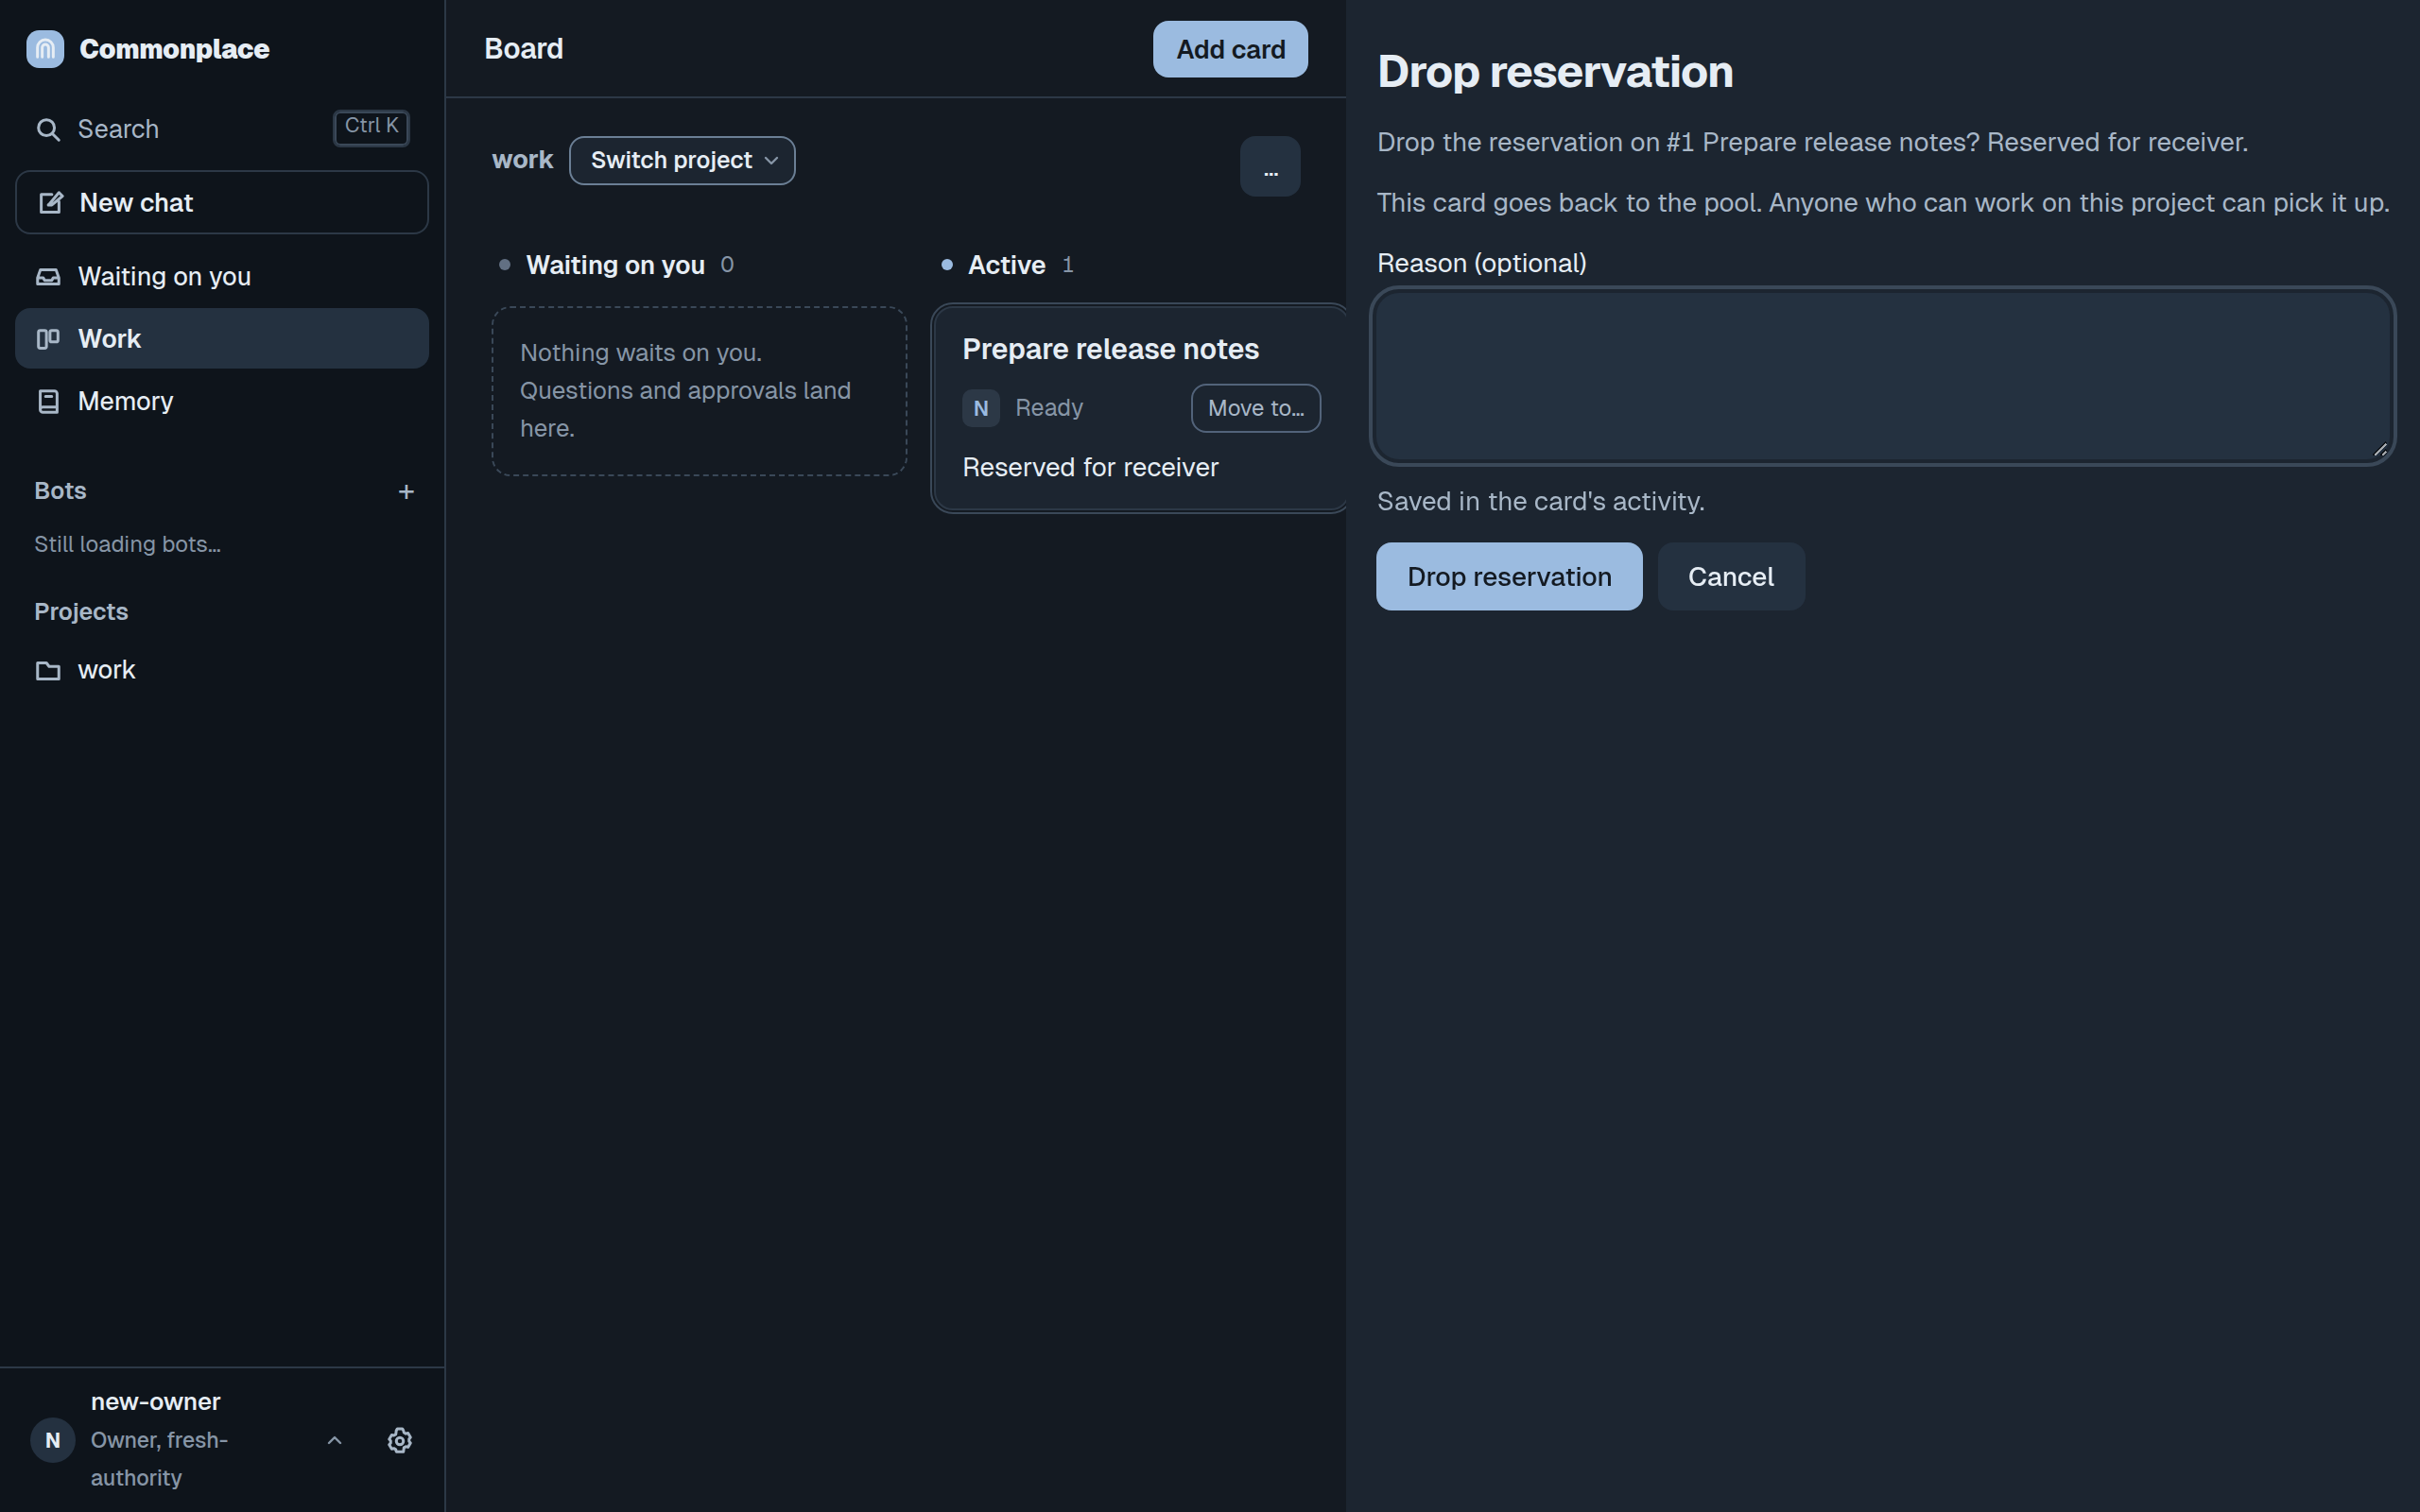 Commonplace
Search
Ctrl K
New chat
Waiting on you
Work
Memory
Bots
+
Still loading bots...
Projects
work
N
new-owner
Owner, fresh-
authority
Board
Add card
work
Switch project
...
Waiting on you 0
Nothing waits on you.
Questions and approvals land
here.
Active 1
Prepare release notes
N
Ready
Move to...
Reserved for receiver
Drop reservation
Drop the reservation on #1 Prepare release notes? Reserved for receiver.
This card goes back to the pool. Anyone who can work on this project can pick it up.
Reason (optional)
Saved in the card's activity.
Drop reservation
Cancel